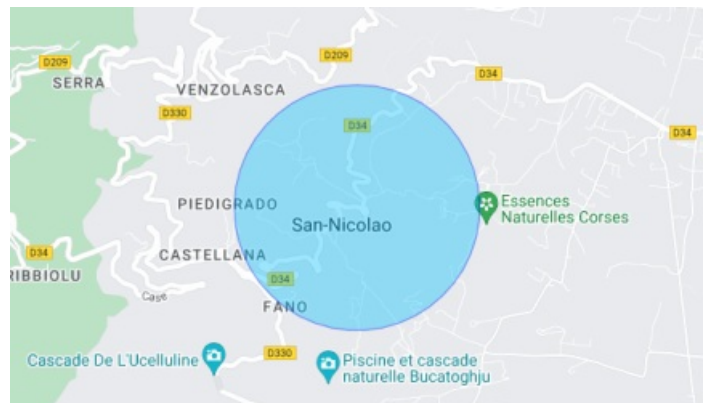 D209
D209
SERRA
D34
VENZOLASCA
D330
D34
D34
PIEDIGRADO
Essences
Naturelles Corses
San-Nicolao
D34
CASTELLANA
RIBBIOLU
D34
Case
FANO
D330
Cascade De L'Ucelluline
Piscine et cascade
naturelle Bucatoghju